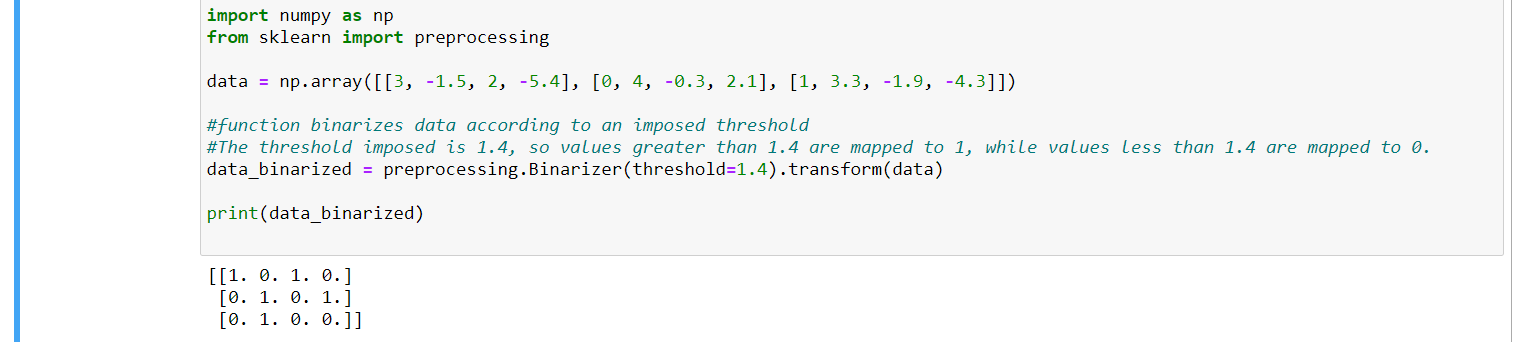 import numpy as np
from sklearn import preprocessing
data = np.array([[3, -1.5, 2, -5.4], [0, 4, -0.3, 2.1], [1, 3.3, -1.9, -4.3]])
#function binarizes data according to an imposed threshold
#The threshold imposed is 1.4, so values greater than 1.4 are mapped to 1, while values less than 1.4 are mapped to 0.
data_binarized = preprocessing.Binarizer(threshold=1.4).transform(data)
print(data_binarized)
[[1. 0. 1. 0.]
 [0. 1. 0. 1.]
 [0. 1. 0. 0.]]